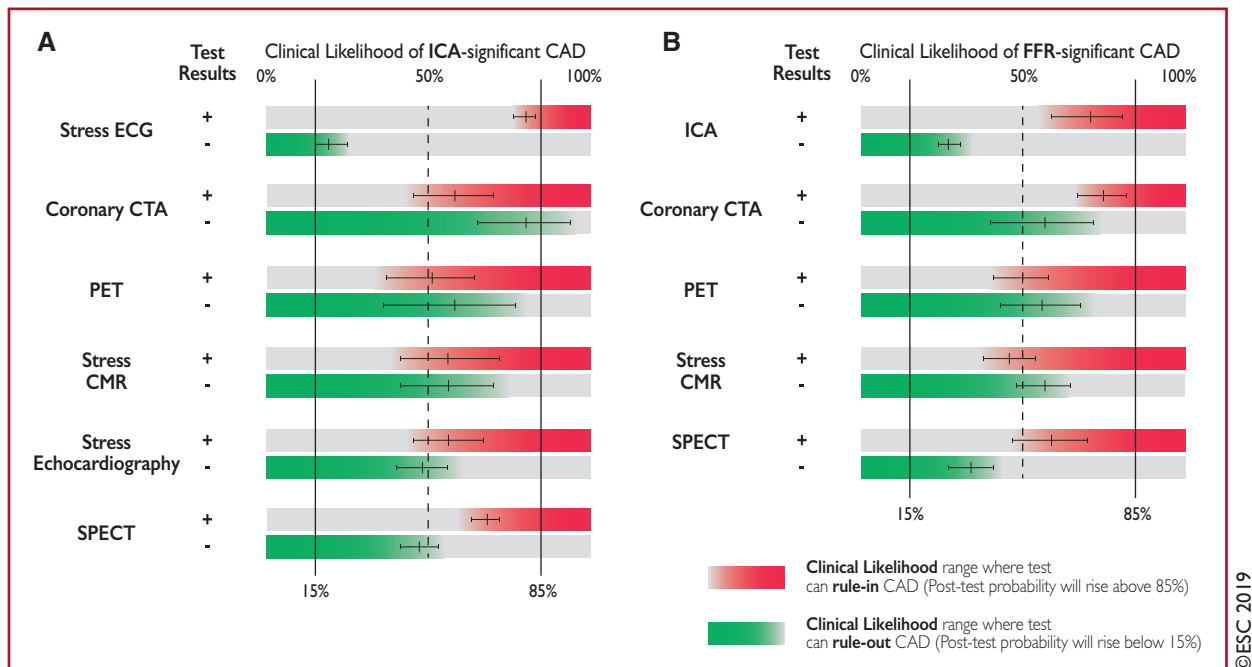 A
Test
Results
Clinical Likelihood of ICA-significant CAD
0% 50% 100%
Stress ECG
+
-
Coronary CTA
+
-
PET
+
-
Stress
CMR
+
-
Stress
Echocardiography
+
-
SPECT
+
-
15% 85%
B
Test
Results
Clinical Likelihood of FFR-significant CAD
0% 50% 100%
ICA
+
-
Coronary CTA
+
-
PET
+
-
Stress
CMR
+
-
SPECT
+
-
15% 85%
Clinical Likelihood range where test
can rule-in CAD (Post-test probability will rise above 85%)
Clinical Likelihood range where test
can rule-out CAD (Post-test probability will rise below 15%)
©ESC 2019